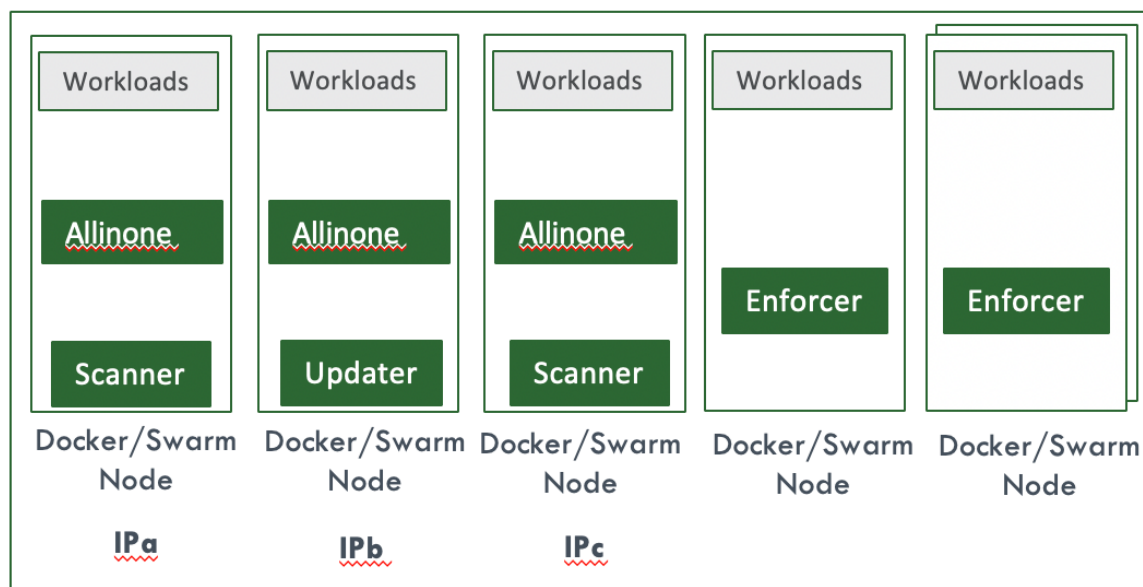 Workloads
Workloads
Workloads
Workloads
Workloads
Allinone
Allinone
Allinone
Enforcer
Enforcer
Scanner
Updater
Scanner
Docker/Swarm
Node
Docker/Swarm
Node
Docker/Swarm
Node
Docker/Swarm
Node
Docker/Swarm
Node
IPa
IPb
IPc